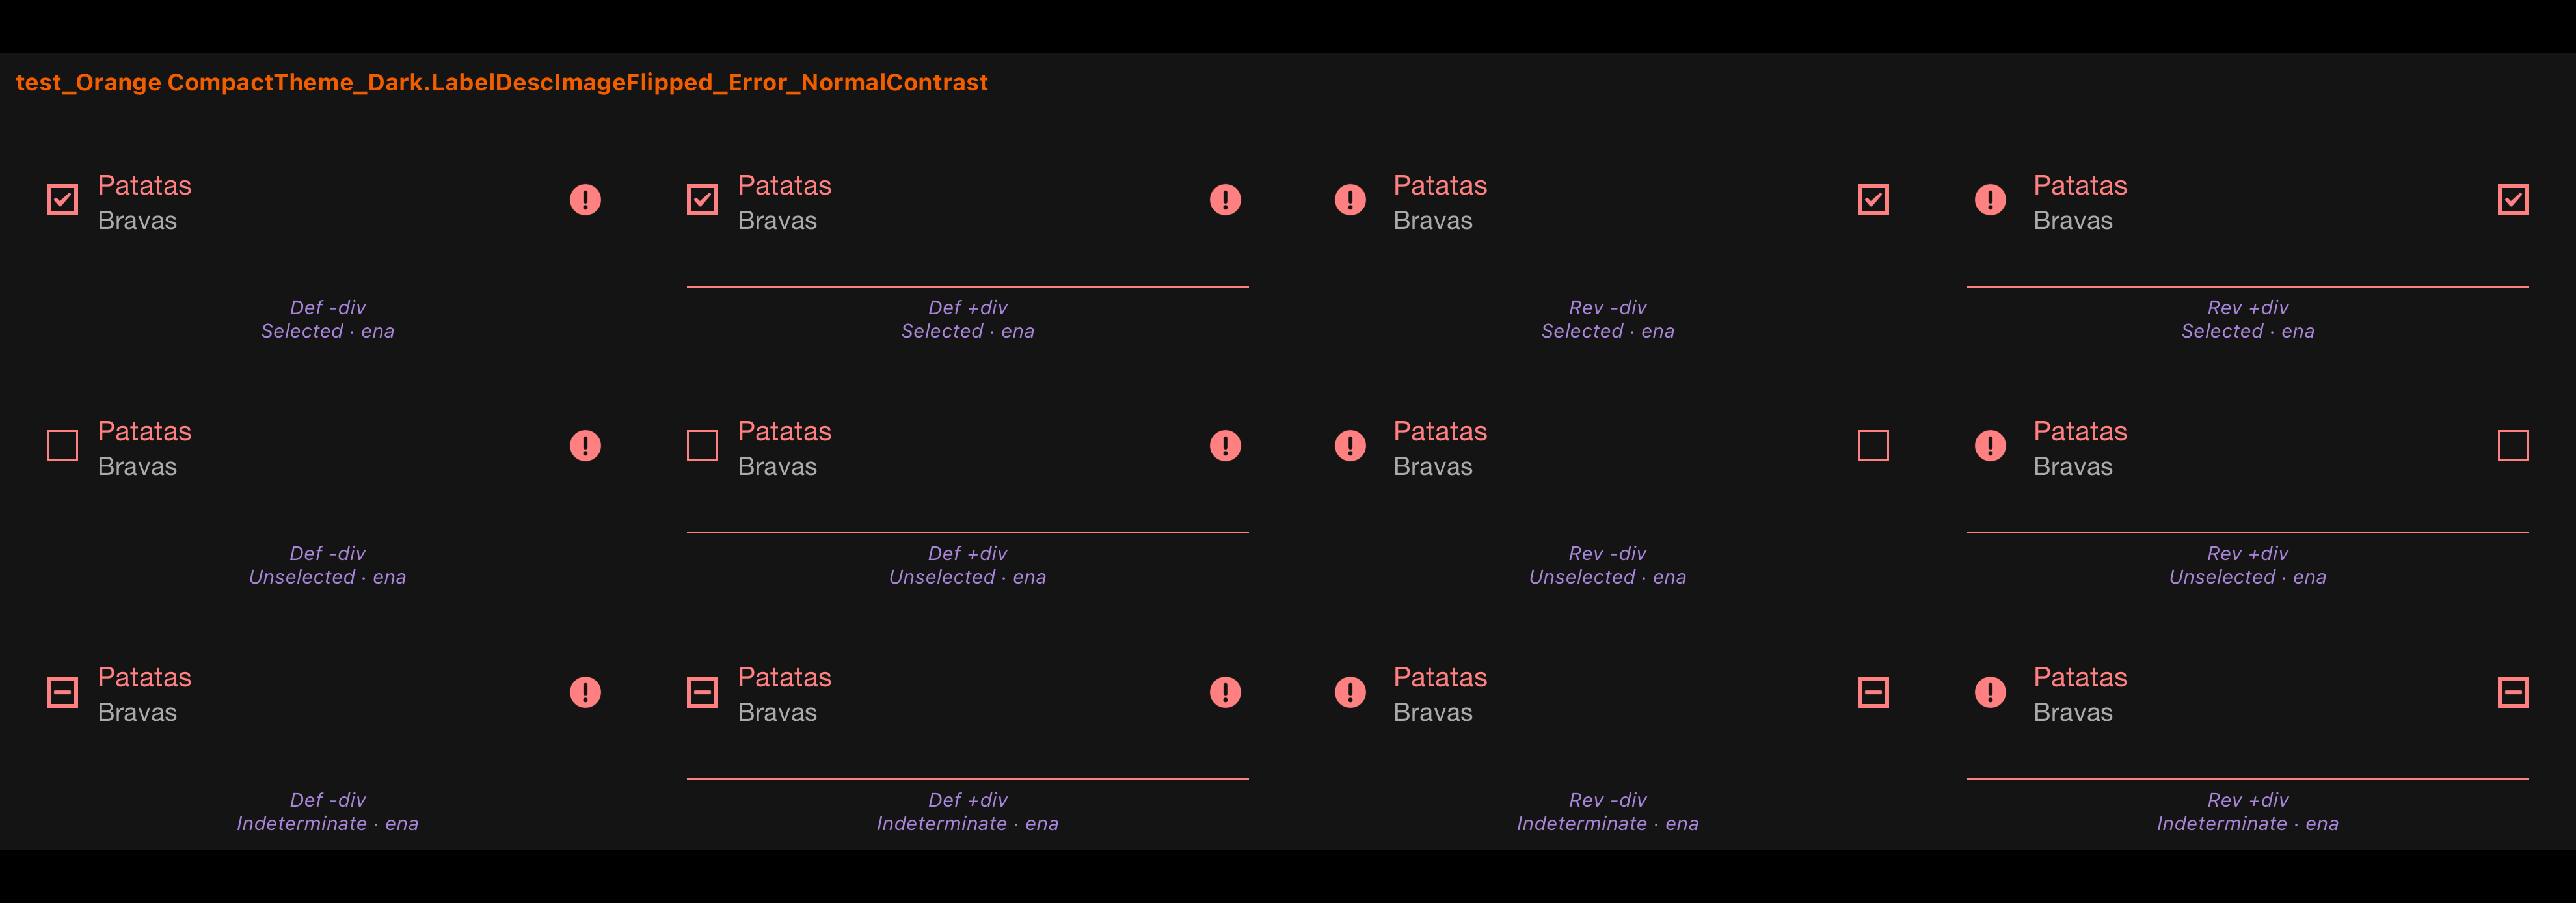 test_Orange CompactTheme_Dark.LabelDescImageFlipped_Error_NormalContrast
Patatas
Bravas
Def -div
Selected · ena
Patatas
Bravas
Def +div
Selected · ena
Patatas
Bravas
Rev -div
Selected · ena
Patatas
Bravas
Rev +div
Selected · ena
Patatas
Bravas
Def -div
Unselected · ena
Patatas
Bravas
Def +div
Unselected · ena
Patatas
Bravas
Rev -div
Unselected · ena
Patatas
Bravas
Rev +div
Unselected · ena
Patatas
Bravas
Def -div
Indeterminate · ena
Patatas
Bravas
Def +div
Indeterminate · ena
Patatas
Bravas
Rev -div
Indeterminate · ena
Patatas
Bravas
Rev +div
Indeterminate · ena